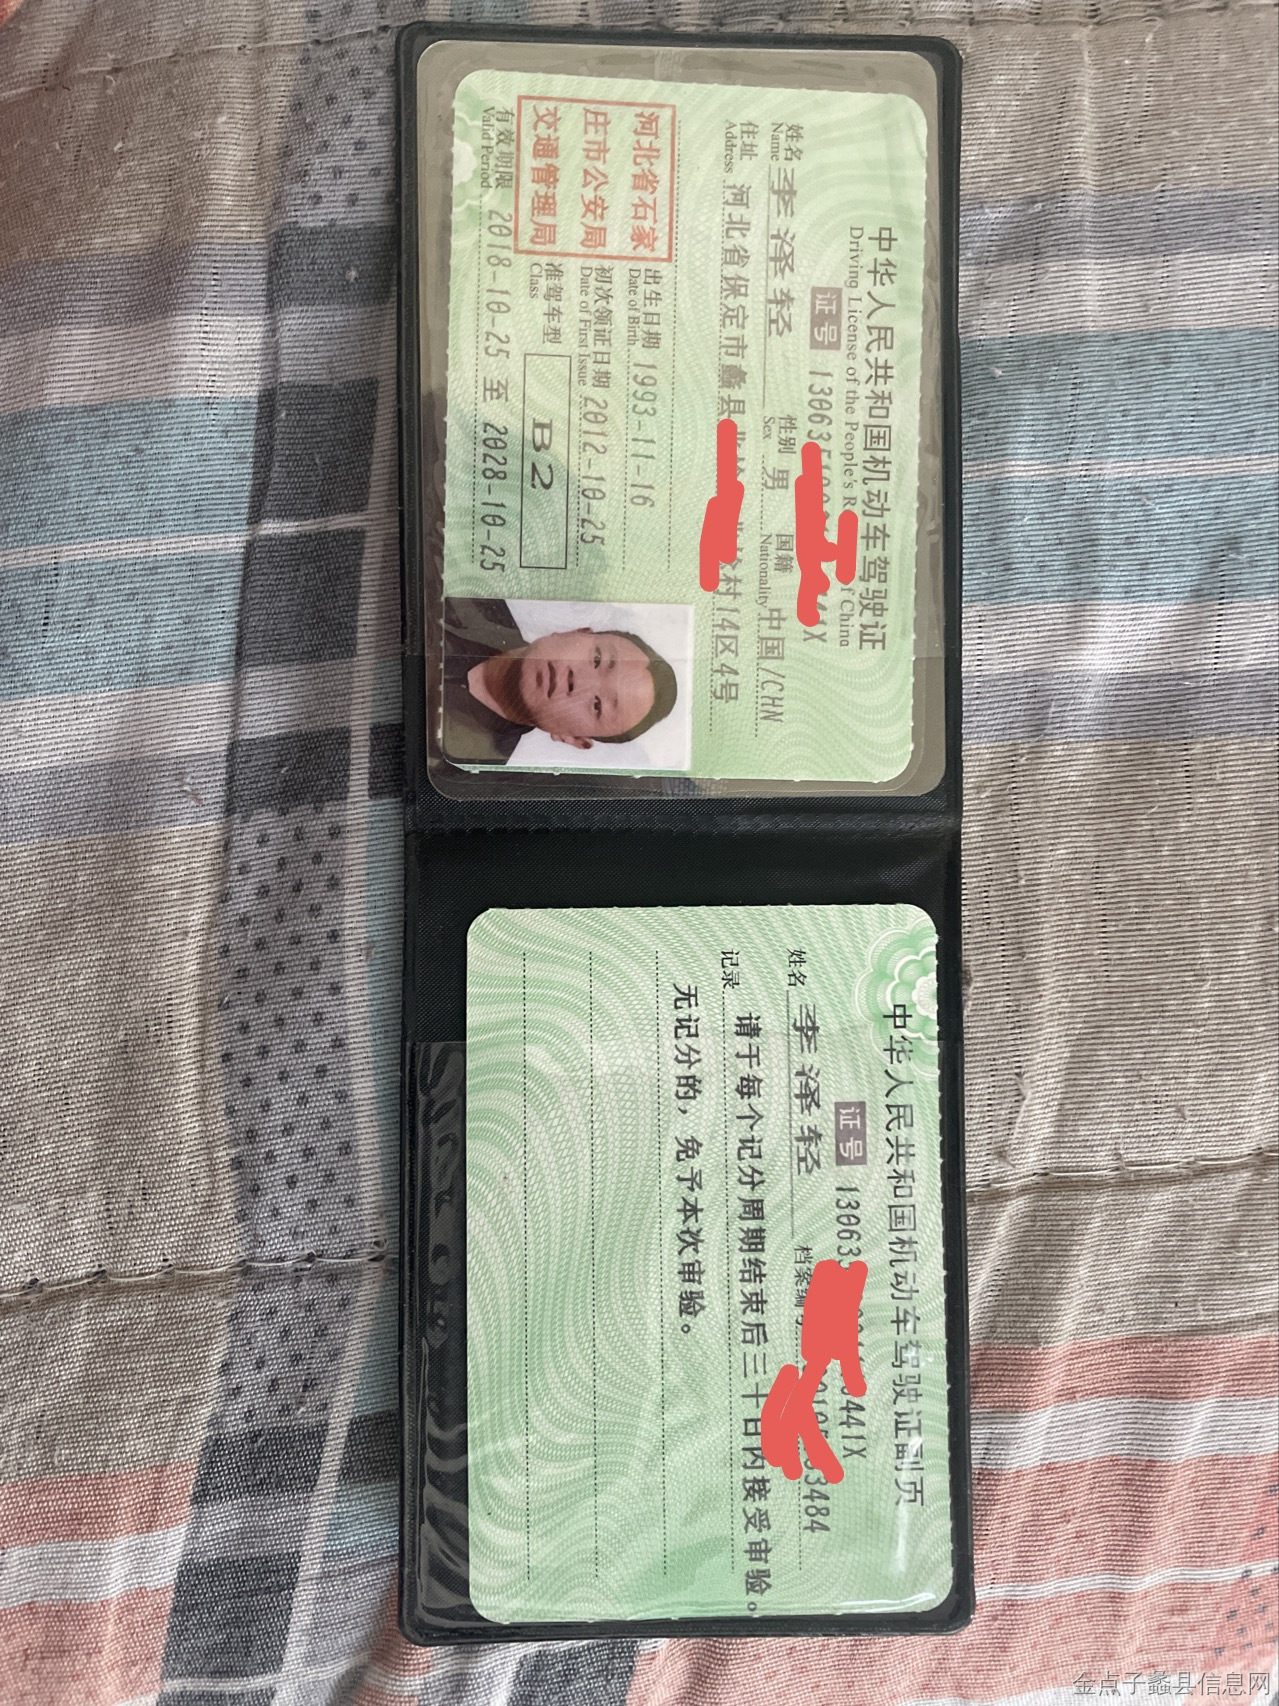 中华人民共和国机动车驾驶证
Driving License of the People's R of China
证号 13063 41X
姓名 李泽轻 性别 男 国籍 中国/CHN
Name Sex Nationality
住址 河北省保定市蠡县 村14区4号
Address
河北省石家
庄市公安局
交通管理局
出生日期 1993-11-16
Date of Birth
初次领证日期 2012-10-25
Date of First Issue
准驾车型 B2
Class
有效期限 2018-10-25 至 2028-10-25
Valid Period
中华人民共和国机动车驾驶证副页
证号 13063 441X
姓名 李泽轻 档案编号 3484
记录 请于每个记分周期结束后三十日内接受审验。
无记分的，免予本次审验。
金点子蠡县信息网